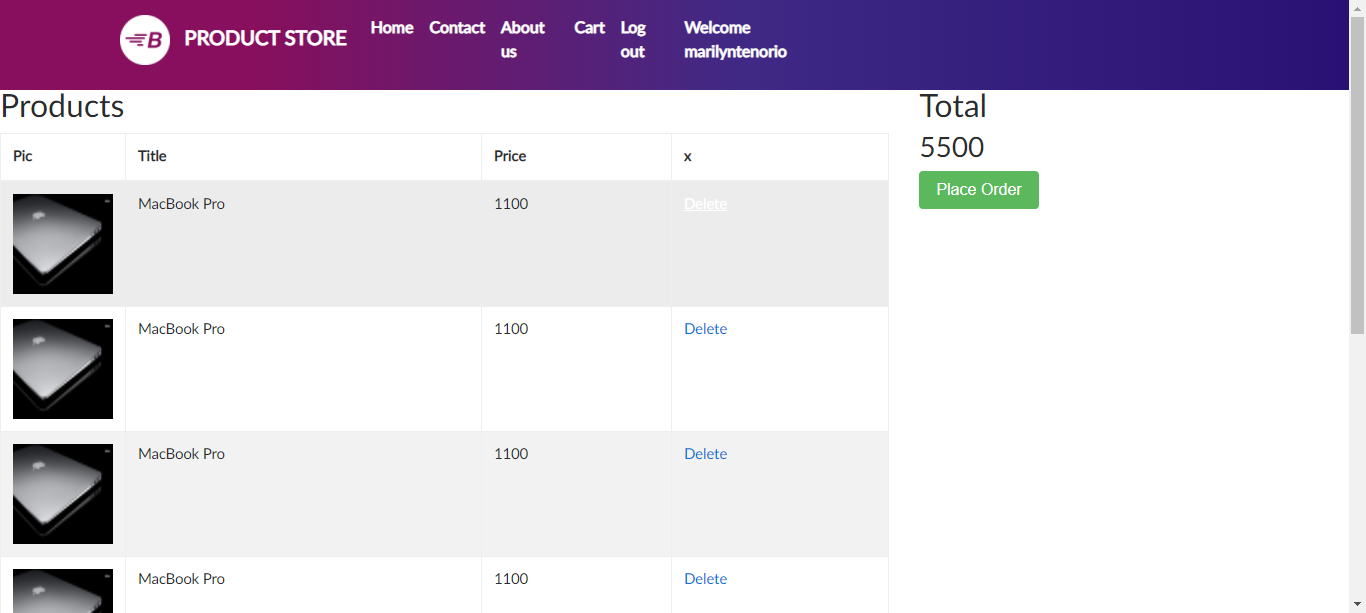 B PRODUCT STORE Home Contact About us Cart Log out Welcome marilyntenorio
Products
Total
5500
Place Order
Pic Title Price x
MacBook Pro 1100 Delete
MacBook Pro 1100 Delete
MacBook Pro 1100 Delete
MacBook Pro 1100 Delete